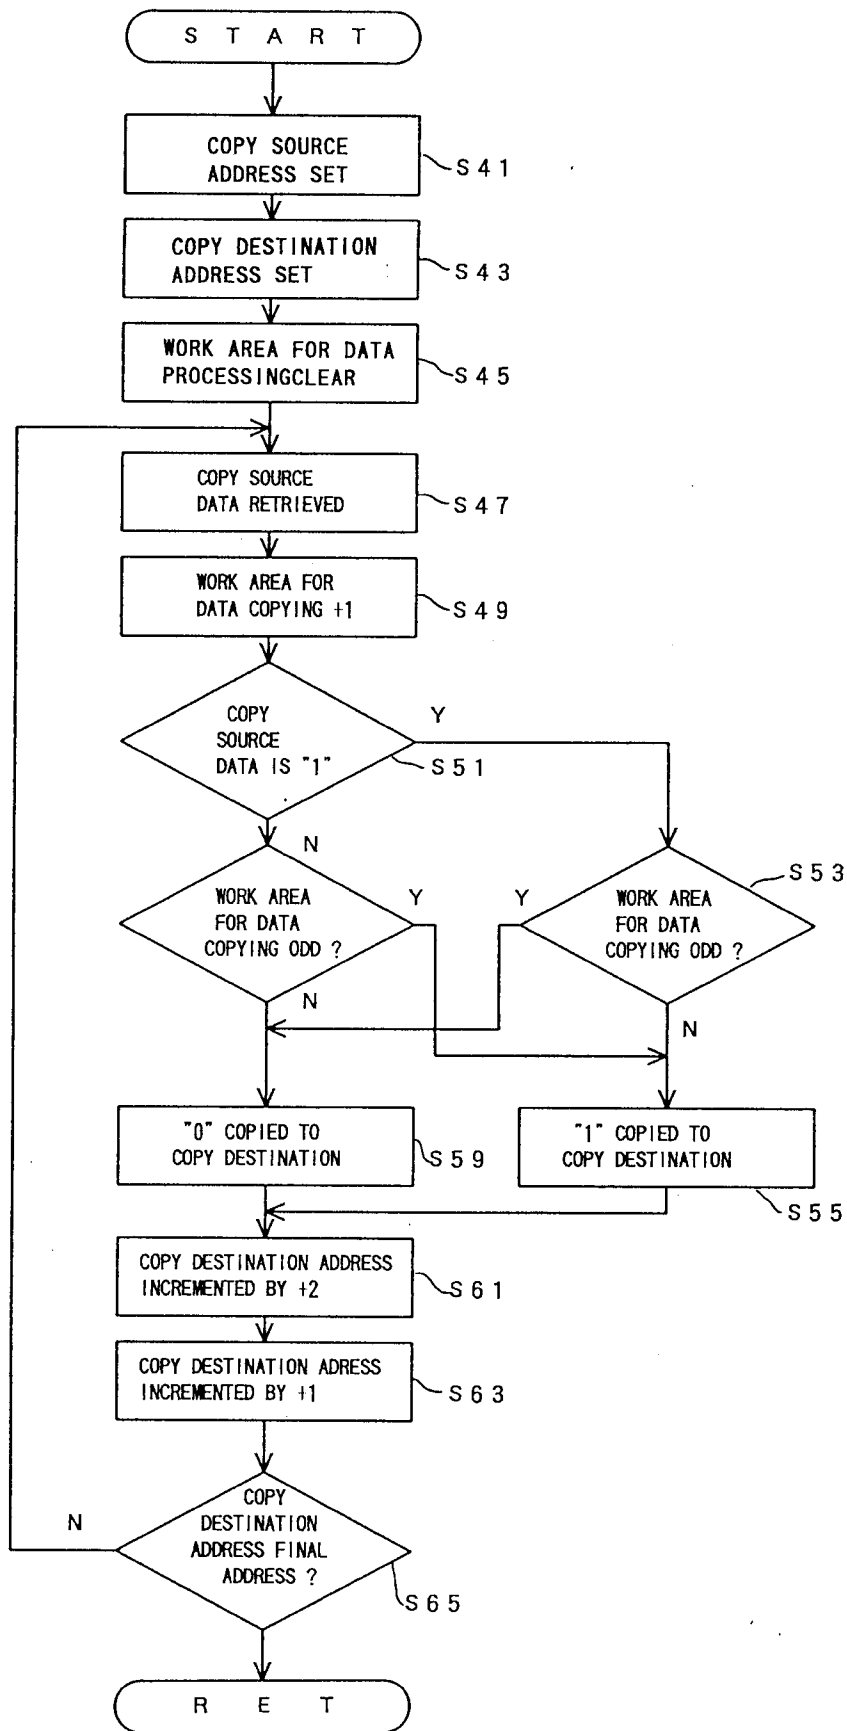 START
COPY SOURCE
ADDRESS SET
S41
COPY DESTINATION
ADDRESS SET
S43
WORK AREA FOR DATA
PROCESSINGCLEAR
S45
COPY SOURCE
DATA RETRIEVED
S47
WORK AREA FOR
DATA COPYING +1
S49
COPY
SOURCE
DATA IS "1"
Y
S51
N
WORK AREA
FOR DATA
COPYING ODD ?
Y
N
Y
WORK AREA
FOR DATA
COPYING ODD ?
S53
N
"0" COPIED TO
COPY DESTINATION
S59
"1" COPIED TO
COPY DESTINATION
S55
COPY DESTINATION ADDRESS
INCREMENTED BY +2
S61
COPY DESTINATION ADRESS
INCREMENTED BY +1
S63
COPY
DESTINATION
ADDRESS FINAL
ADDRESS ?
N
S65
RET